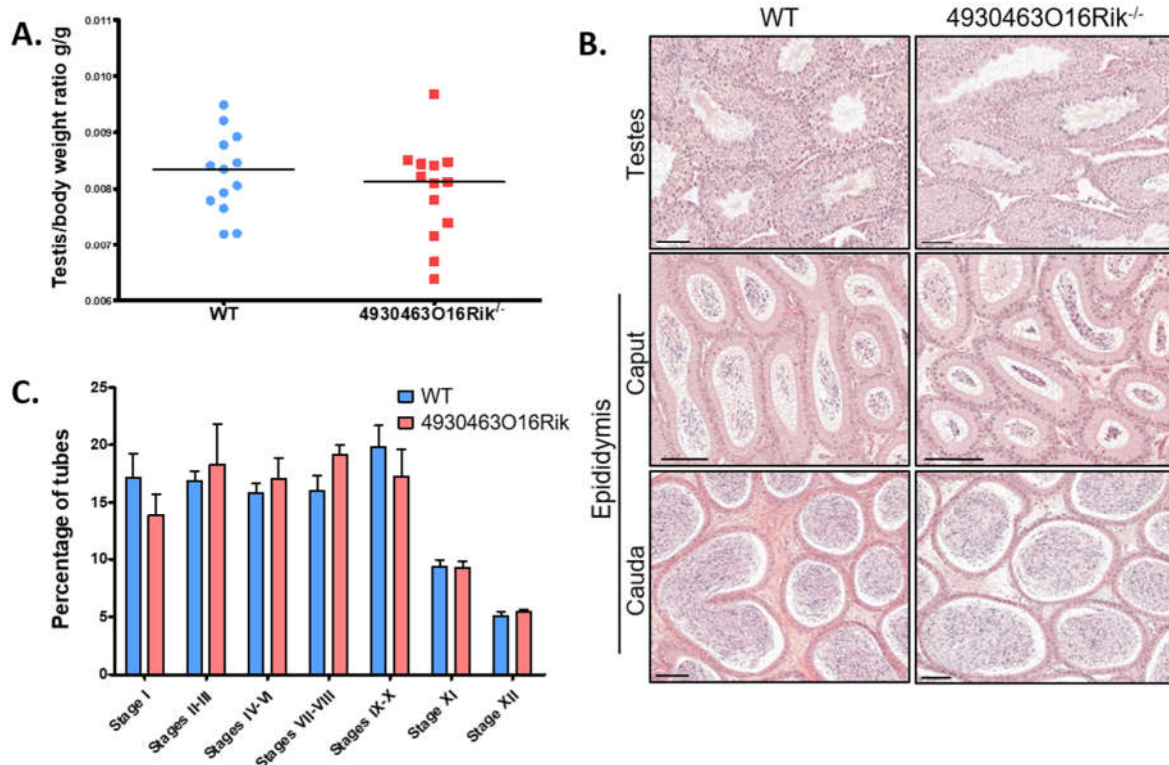 A.
Testis/body weight ratio g/g
0.011
0.010
0.009
0.008
0.007
0.006
WT
4930463O16Rik-/-
B.
WT
4930463O16Rik-/-
Testes
Epididymis
Caput
Cauda
C.
Percentage of tubes
25
20
15
10
5
0
WT
4930463O16Rik
Stage I
Stages II-III
Stages IV-VI
Stages VII-VIII
Stages IX-X
Stage XI
Stage XII